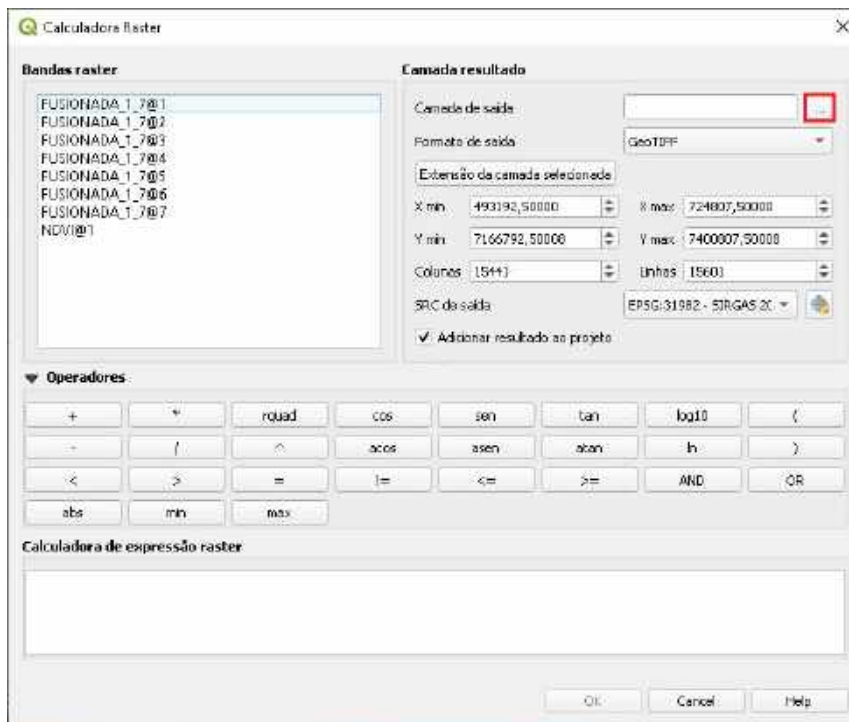 Calculadora Raster
Bandas raster
FUSIONADA_1_7@1
FUSIONADA_1_7@2
FUSIONADA_1_7@3
FUSIONADA_1_7@4
FUSIONADA_1_7@5
FUSIONADA_1_7@6
FUSIONADA_1_7@7
NDVI@1
Camada resultado
Camada de saída ...
Formato de saída GeoTIFF
Extensão da camada selecionada
X min 493192,50000 X max 724807,50000
Y min 7166792,50008 Y max 7400807,50008
Colunas 15441 Linhas 15601
SRC de saída EPSG:31982 - SIRGAS 20
Adicionar resultado ao projeto
Operadores
+ * rquad cos sen tan log10 (
- / ^ acos asen atan ln )
< > = != <= >= AND OR
abs min max
Calculadora de expressão raster
OK Cancel Help